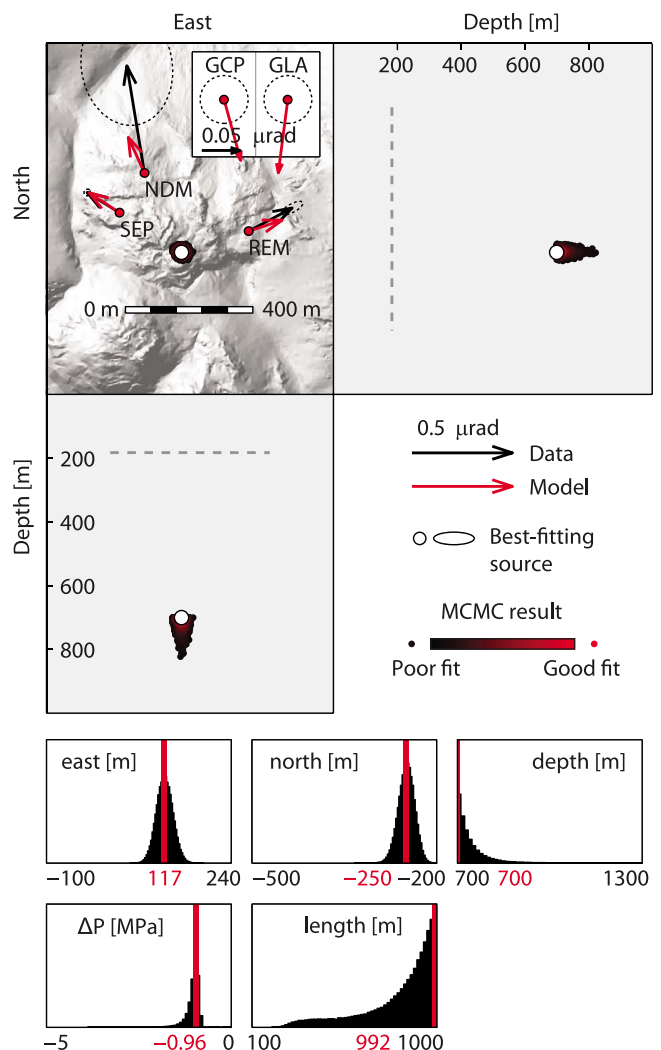 East
Depth [m]
200 400 600 800
North
GCP GLA
0.05 μrad
NDM
SEP
REM
0 m 400 m
Depth [m]
200
400
600
800
0.5 μrad
Data
Model
Best-fitting
source
MCMC result
Poor fit Good fit
east [m]
−100 117 240
north [m]
−500 −250 −200
depth [m]
700 700 1300
ΔP [MPa]
−5 −0.96 0
length [m]
100 992 1000